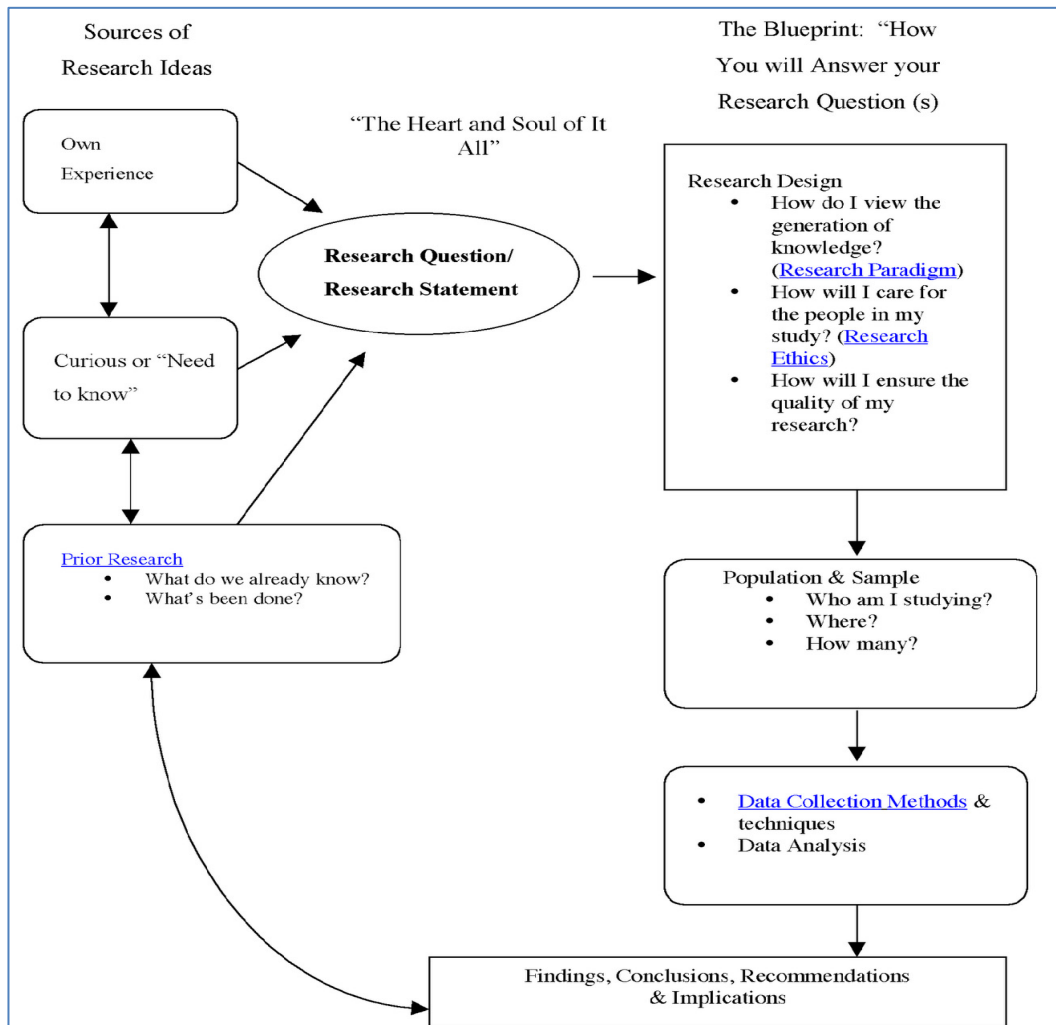 Sources of
Research Ideas
Own
Experience
Curious or “Need
to know”
Prior Research
• What do we already know?
• What’s been done?
“The Heart and Soul of It
All”
Research Question/
Research Statement
The Blueprint: “How
You will Answer your
Research Question (s)
Research Design
• How do I view the
generation of
knowledge?
(Research Paradigm)
• How will I care for
the people in my
study? (Research
Ethics)
• How will I ensure the
quality of my
research?
Population & Sample
• Who am I studying?
• Where?
• How many?
• Data Collection Methods &
techniques
• Data Analysis
Findings, Conclusions, Recommendations
& Implications